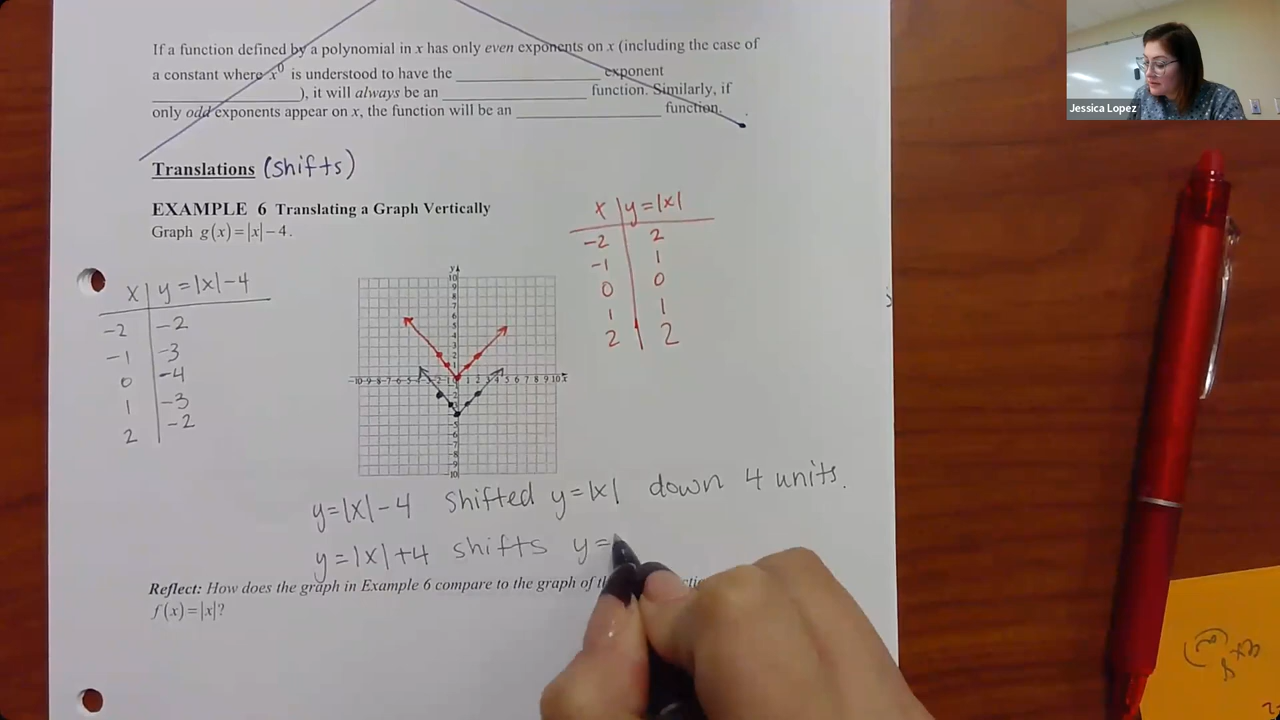 If a function defined by a polynomial in x has only even exponents on x (including the case of
a constant where x⁰ is understood to have the ________________ exponent
________________), it will always be an ________________ function. Similarly, if
only odd exponents appear on x, the function will be an ________________ function.
Translations (shifts)
EXAMPLE 6 Translating a Graph Vertically
Graph g(x) = |x| − 4.
x | y = |x| − 4
−2 | −2
−1 | −3
0 | −4
1 | −3
2 | −2
x | y = |x|
−2 | 2
−1 | 1
0 | 0
1 | 1
2 | 2
y = |x| − 4 shifted y = |x| down 4 units.
y = |x| + 4 shifts y =
Reflect: How does the graph in Example 6 compare to the graph of
f(x) = |x|?
Jessica Lopez